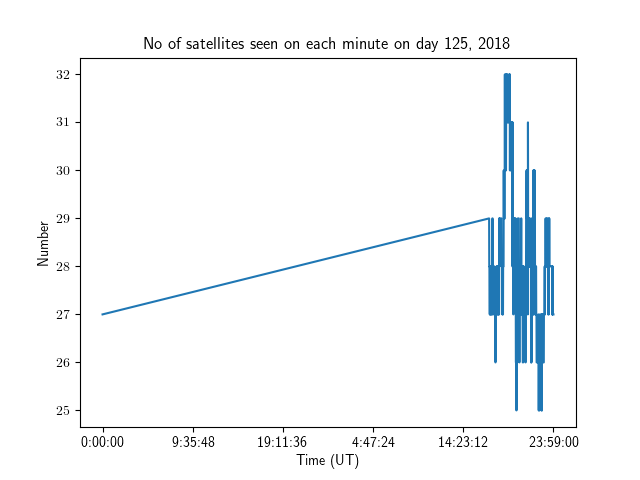 No of satellites seen on each minute on day 125, 2018
32
31
30
29
28
27
26
25
Number
0:00:00 9:35:48 19:11:36 4:47:24 14:23:12 23:59:00
Time (UT)